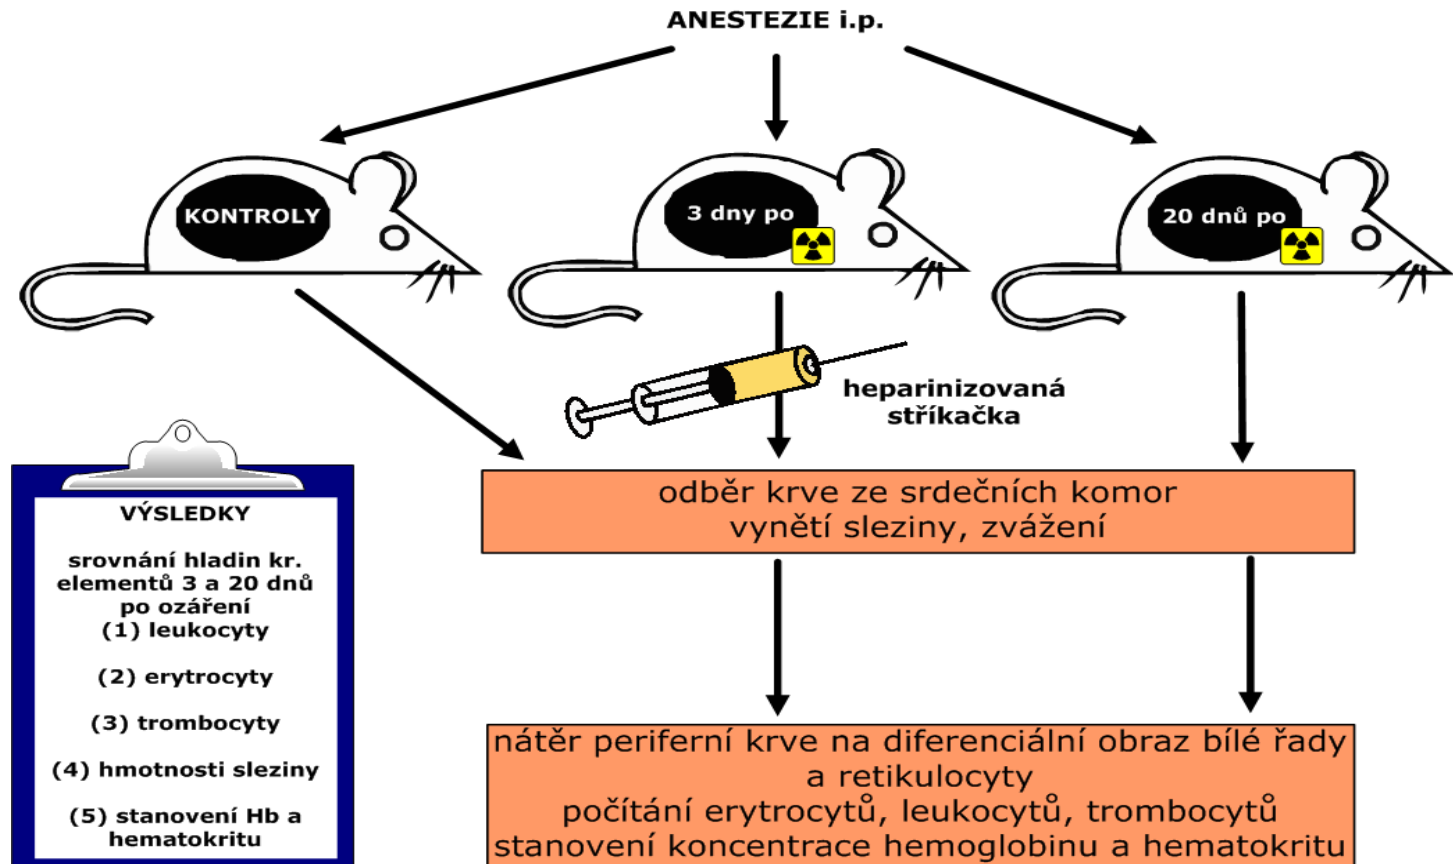 ANESTEZIE i.p.
KONTROLY
3 dny po
20 dnů po
heparinizovaná
stříkačka
odběr krve ze srdečních komor
vynětí sleziny, zvážení
VÝSLEDKY
srovnání hladin kr.
elementů 3 a 20 dnů
po ozáření
(1) leukocyty
(2) erytrocyty
(3) trombocyty
(4) hmotnosti sleziny
(5) stanovení Hb a
hematokritu
nátěr periferní krve na diferenciální obraz bílé řady
a retikulocyty
počítání erytrocytů, leukocytů, trombocytů
stanovení koncentrace hemoglobinu a hematokritu